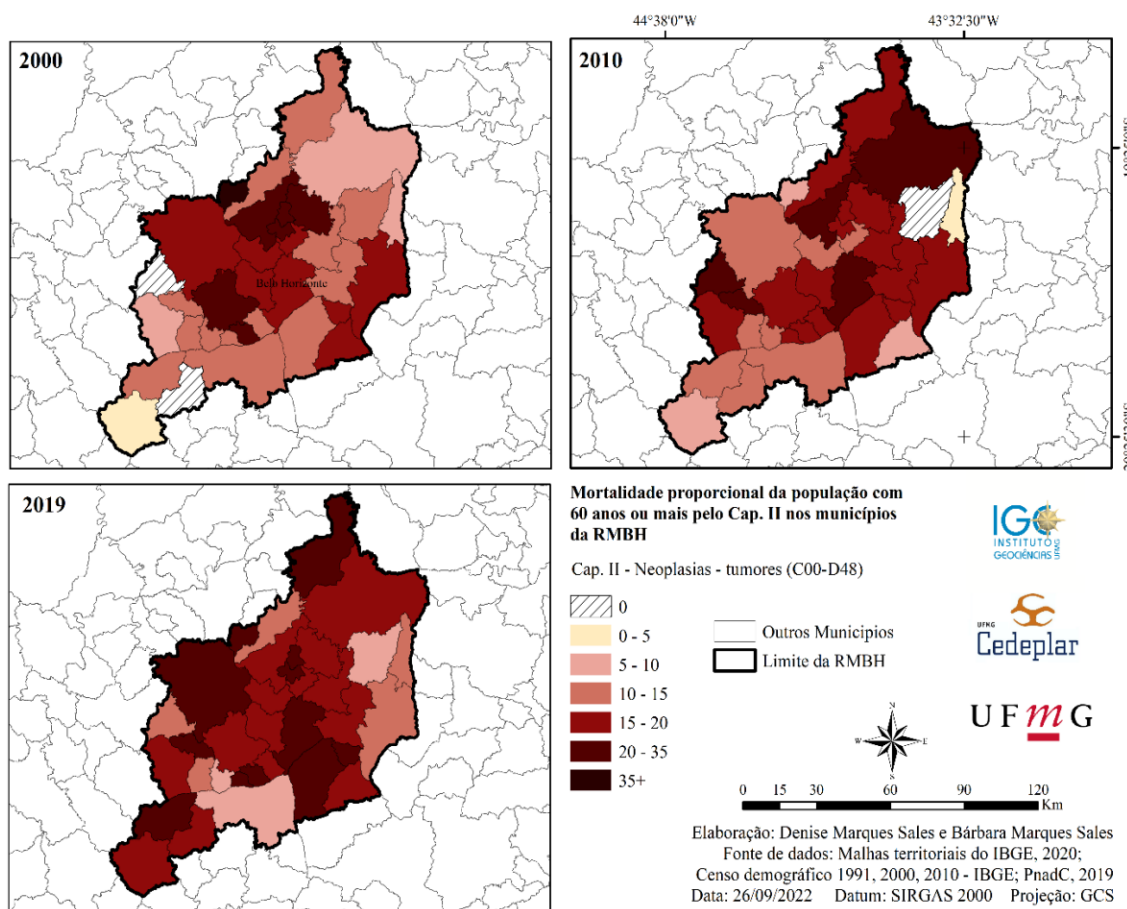 44°38'0"W
43°32'30"W
2000
Belo Horizonte
2010
2019
Mortalidade proporcional da população com
60 anos ou mais pelo Cap. II nos municípios
da RMBH
Cap. II - Neoplasias - tumores (C00-D48)
0
0 - 5
5 - 10
10 - 15
15 - 20
20 - 35
35+
Outros Municipios
Limite da RMBH
IGC
INSTITUTO
GEOCIÊNCIAS
UFMG
UFMG
Cedeplar
UFmG
N
W
E
S
0 15 30 60 90 120
Km
Elaboração: Denise Marques Sales e Bárbara Marques Sales
Fonte de dados: Malhas territoriais do IBGE, 2020;
Censo demográfico 1991, 2000, 2010 - IBGE; PnadC, 2019
Data: 26/09/2022 Datum: SIRGAS 2000 Projeção: GCS